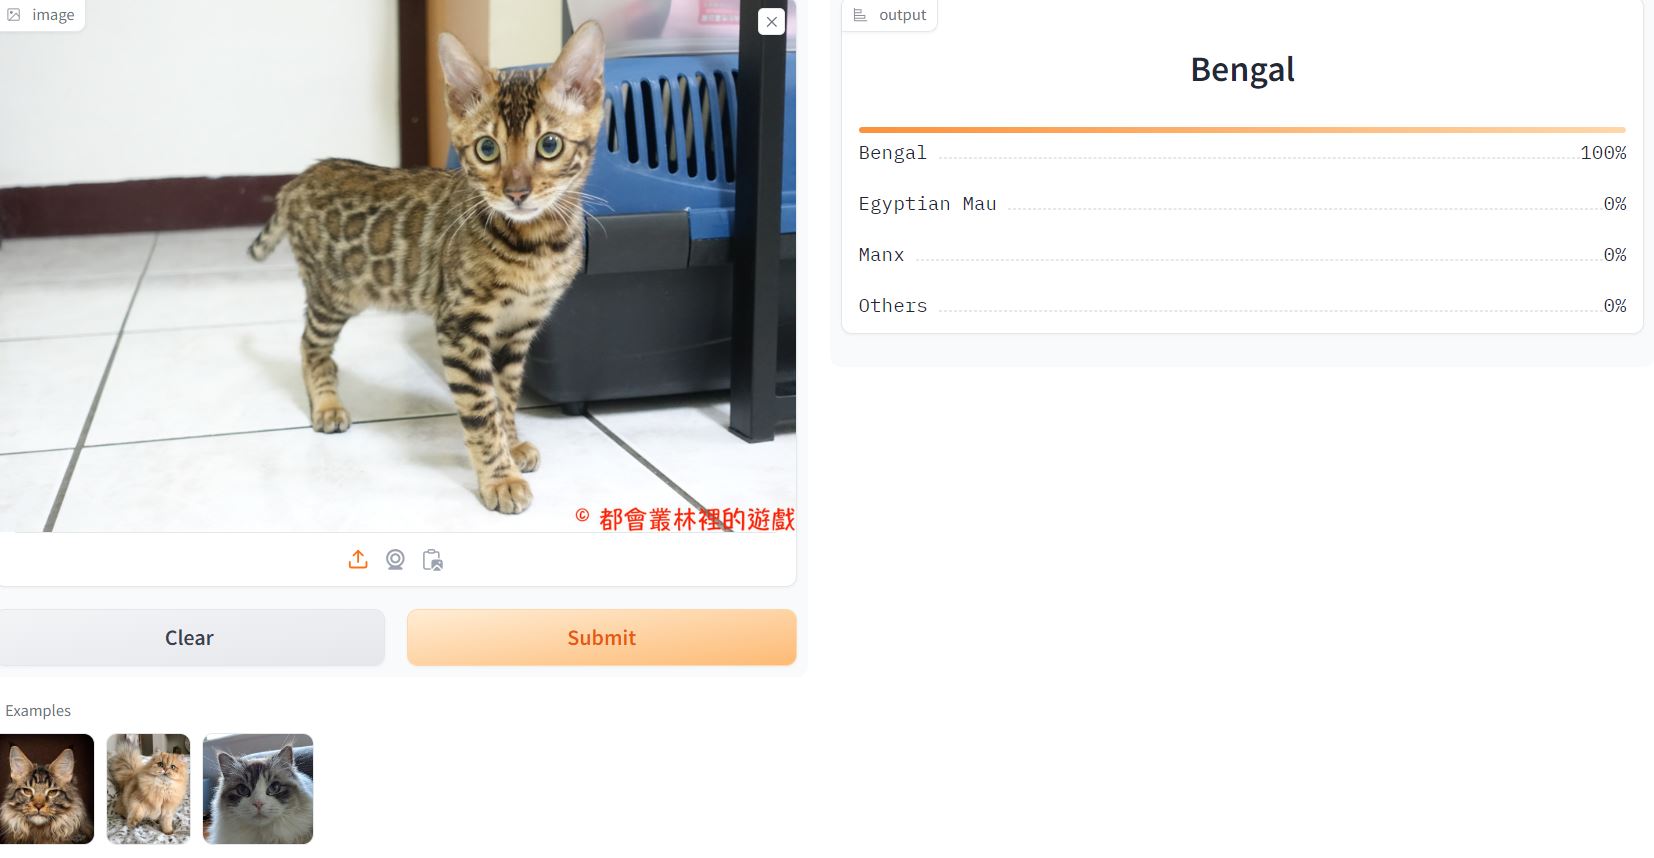 image
© 都會叢林裡的遊戲
Clear
Submit
Examples
output
Bengal
Bengal 100%
Egyptian Mau 0%
Manx 0%
Others 0%